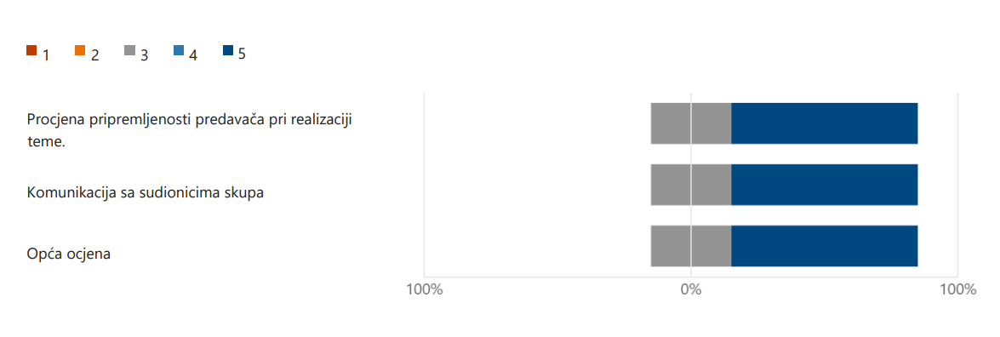 1 2 3 4 5
Procjena pripremljenosti predavača pri realizaciji
teme.
Komunikacija sa sudionicima skupa
Opća ocjena
100% 0% 100%